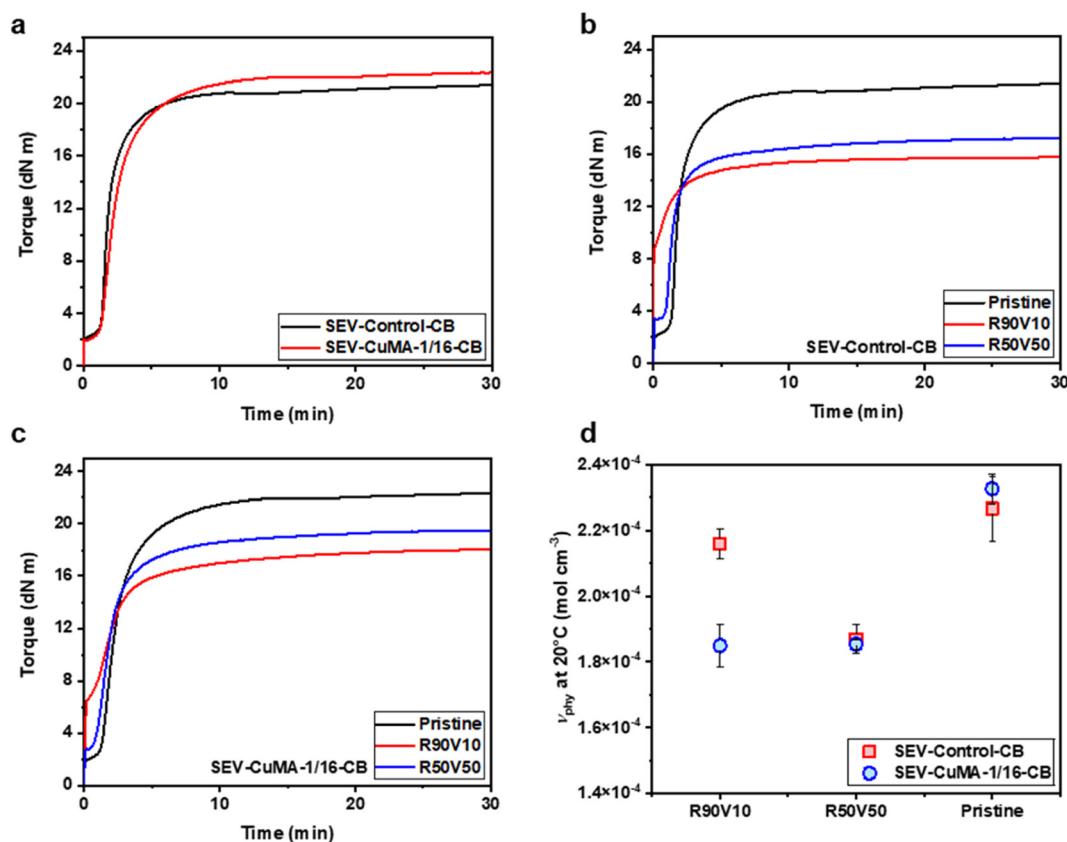 a
24
20
16
12
8
4
0
Torque (dN m)
0 10 20 30
Time (min)
SEV-Control-CB
SEV-CuMA-1/16-CB
b
24
20
16
12
8
4
0
Torque (dN m)
0 10 20 30
Time (min)
SEV-Control-CB
Pristine
R90V10
R50V50
c
24
20
16
12
8
4
0
Torque (dN m)
0 10 20 30
Time (min)
SEV-CuMA-1/16-CB
Pristine
R90V10
R50V50
d
2.4×10⁻⁴
2.2×10⁻⁴
2.0×10⁻⁴
1.8×10⁻⁴
1.6×10⁻⁴
1.4×10⁻⁴
νphy at 20°C (mol cm⁻³)
R90V10 R50V50 Pristine
SEV-Control-CB
SEV-CuMA-1/16-CB